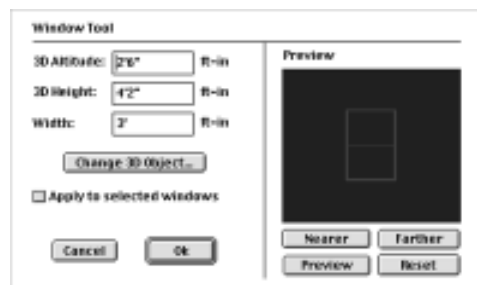 Window Tool
3D Altitude: 2'6" ft-in
3D Height: 4'2" ft-in
Width: 3' ft-in
Change 3D Object...
Apply to selected windows
Cancel
Ok
Preview
Nearer
Farther
Preview
Reset